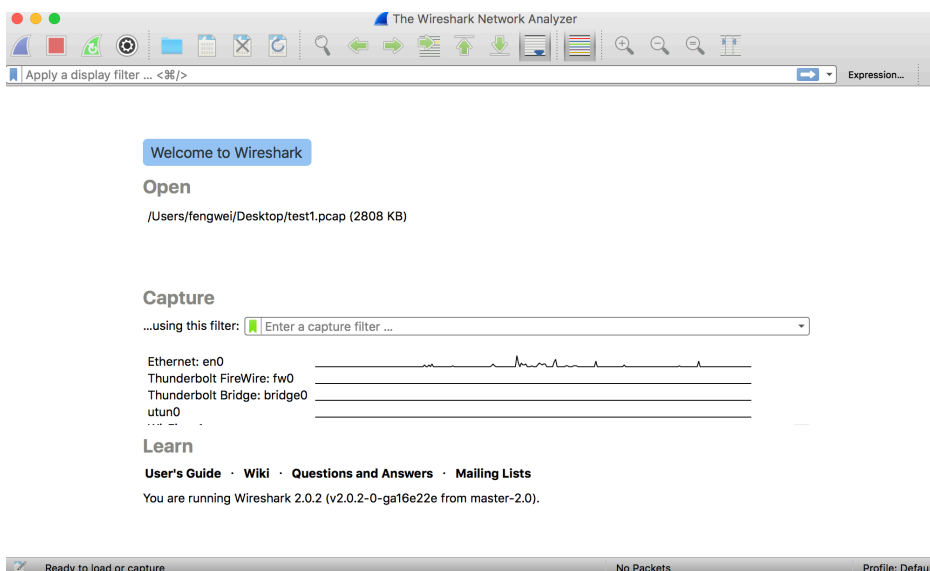 The Wireshark Network Analyzer
Apply a display filter ... <⌘/>
Expression...
Welcome to Wireshark
Open
/Users/fengwei/Desktop/test1.pcap (2808 KB)
Capture
...using this filter: Enter a capture filter ...
Ethernet: en0
Thunderbolt FireWire: fw0
Thunderbolt Bridge: bridge0
utun0
Learn
User's Guide · Wiki · Questions and Answers · Mailing Lists
You are running Wireshark 2.0.2 (v2.0.2-0-ga16e22e from master-2.0).
Ready to load or capture No Packets Profile: Defau